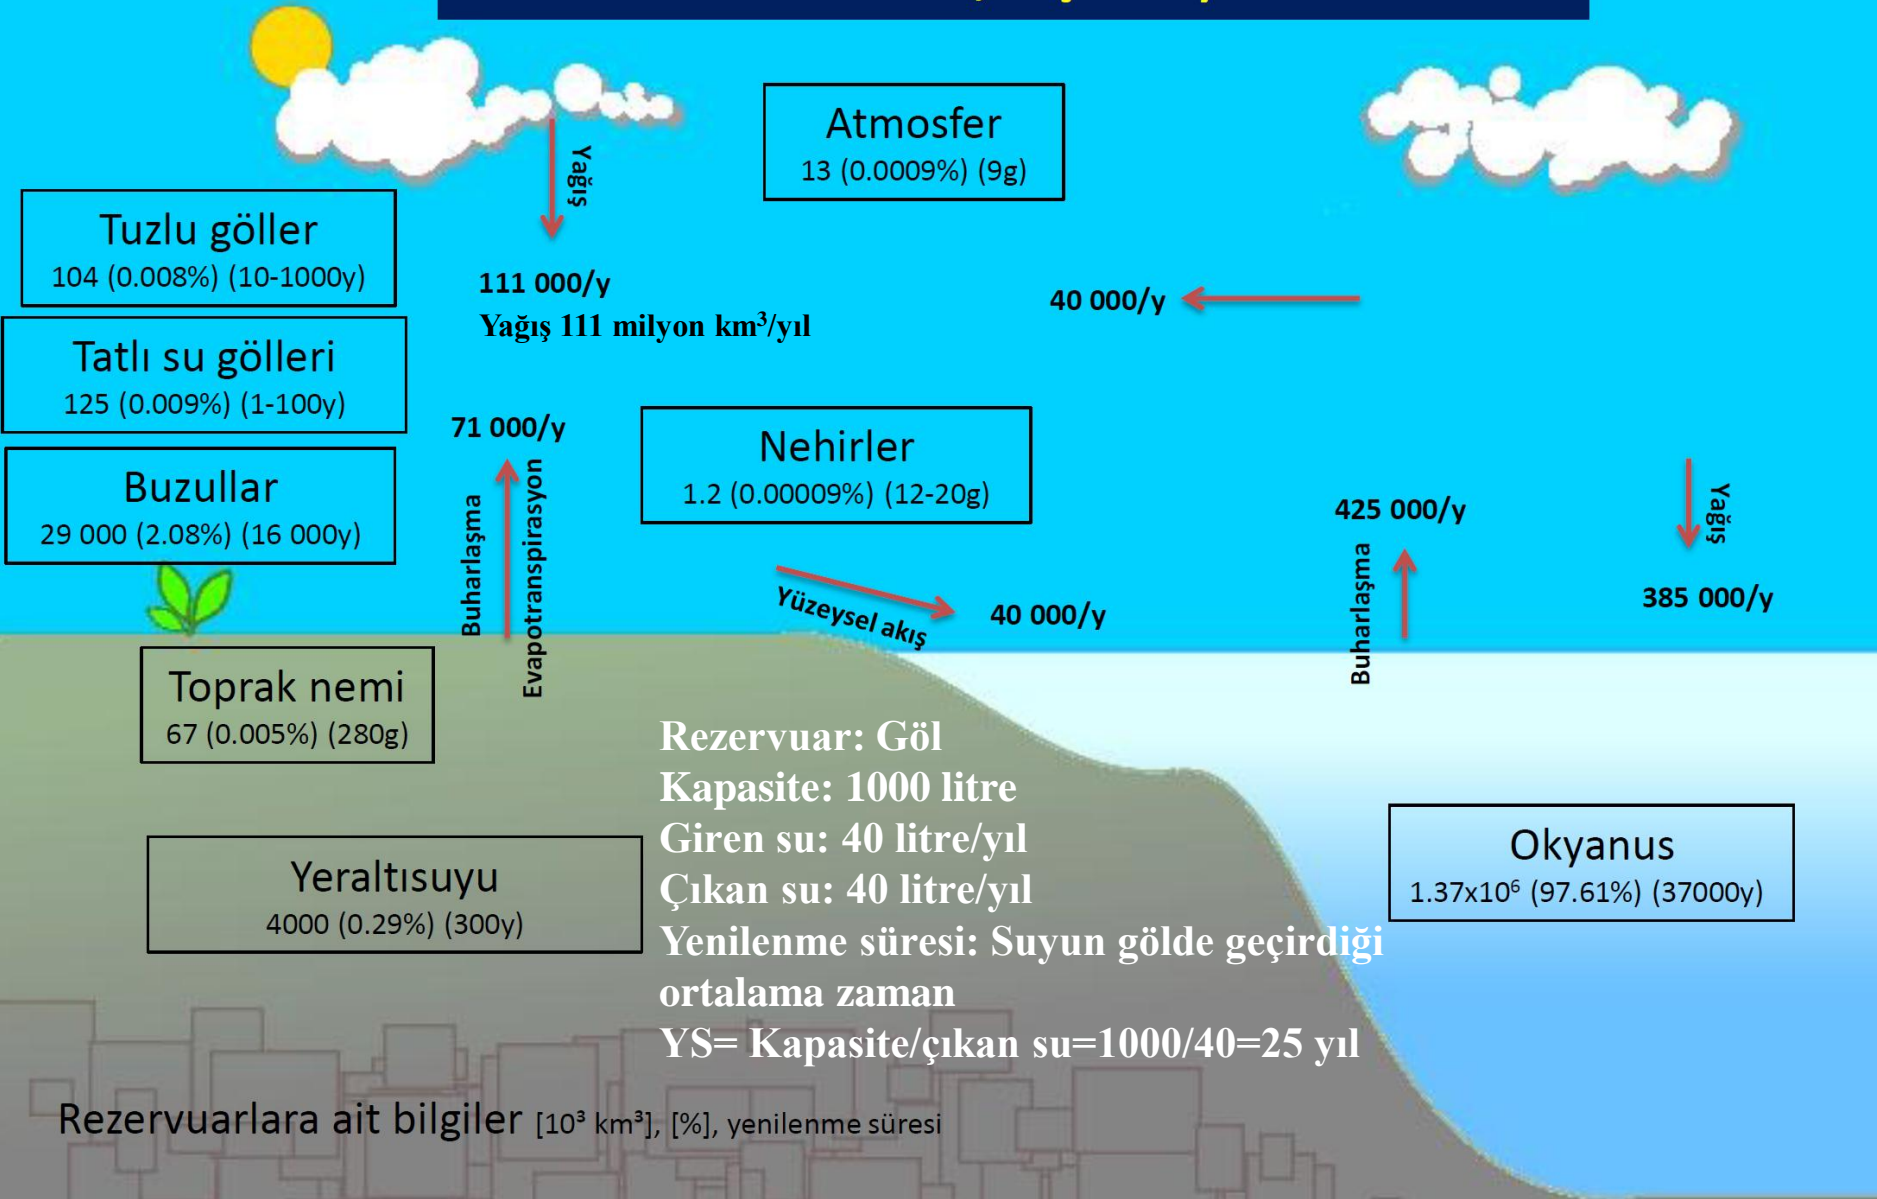 Atmosfer
13 (0.0009%) (9g)
Yağış
Tuzlu göller
104 (0.008%) (10-1000y)
111 000/y
Yağış 111 milyon km³/yıl
40 000/y
Tatlı su gölleri
125 (0.009%) (1-100y)
71 000/y
Buharlaşma
Evapotranspirasyon
Nehirler
1.2 (0.00009%) (12-20g)
Buzullar
29 000 (2.08%) (16 000y)
425 000/y
Buharlaşma
Yağış
385 000/y
Yüzeysel akış
40 000/y
Toprak nemi
67 (0.005%) (280g)
Rezervuar: Göl
Kapasite: 1000 litre
Giren su: 40 litre/yıl
Çıkan su: 40 litre/yıl
Yenilenme süresi: Suyun gölde geçirdiği
ortalama zaman
YS= Kapasite/çıkan su=1000/40=25 yıl
Yeraltısuyu
4000 (0.29%) (300y)
Okyanus
1.37x10⁶ (97.61%) (37000y)
Rezervuarlara ait bilgiler [10³ km³], [%], yenilenme süresi